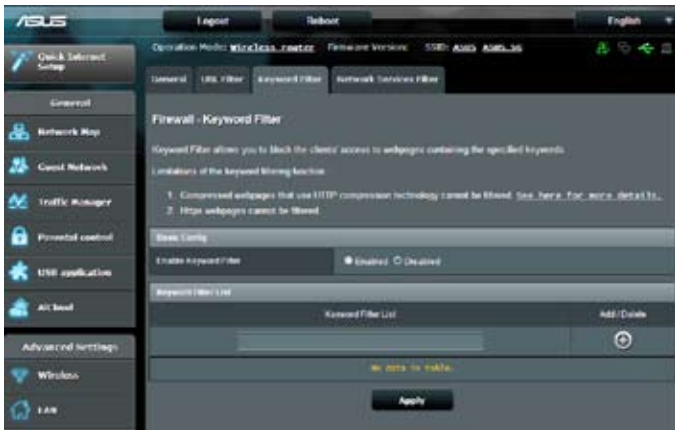 ASUS
Logout
Reboot
English
Quick Internet Setup
Operation Mode: Wireless router Firmware Version: SSID: ASUS ASUS_5G
General
URL Filter
Keyword Filter
Network Services Filter
General
Network Map
Guest Network
Traffic Manager
Parental control
USB application
AiCloud
Advanced Settings
Wireless
LAN
Firewall - Keyword Filter
Keyword Filter allows you to block the clients' access to webpages containing the specified keywords.
Limitations of the keyword filtering function
1. Compressed webpages that use HTTP compression technology cannot be filtered. See here for more details.
2. Https webpages cannot be filtered.
Basic Config
Enable Keyword Filter
Enabled
Disabled
Keyword Filter List
Keyword Filter List
Add / Delete
No data in table.
Apply